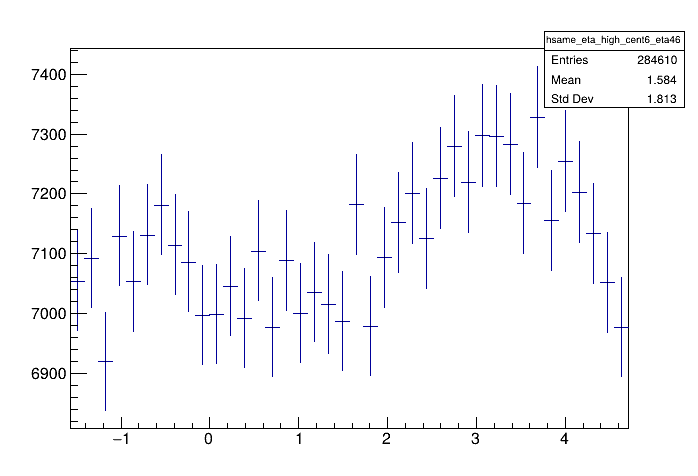 hsame_eta_high_cent6_eta46
Entries 284610
Mean 1.584
Std Dev 1.813
7400
7300
7200
7100
7000
6900
−1 0 1 2 3 4